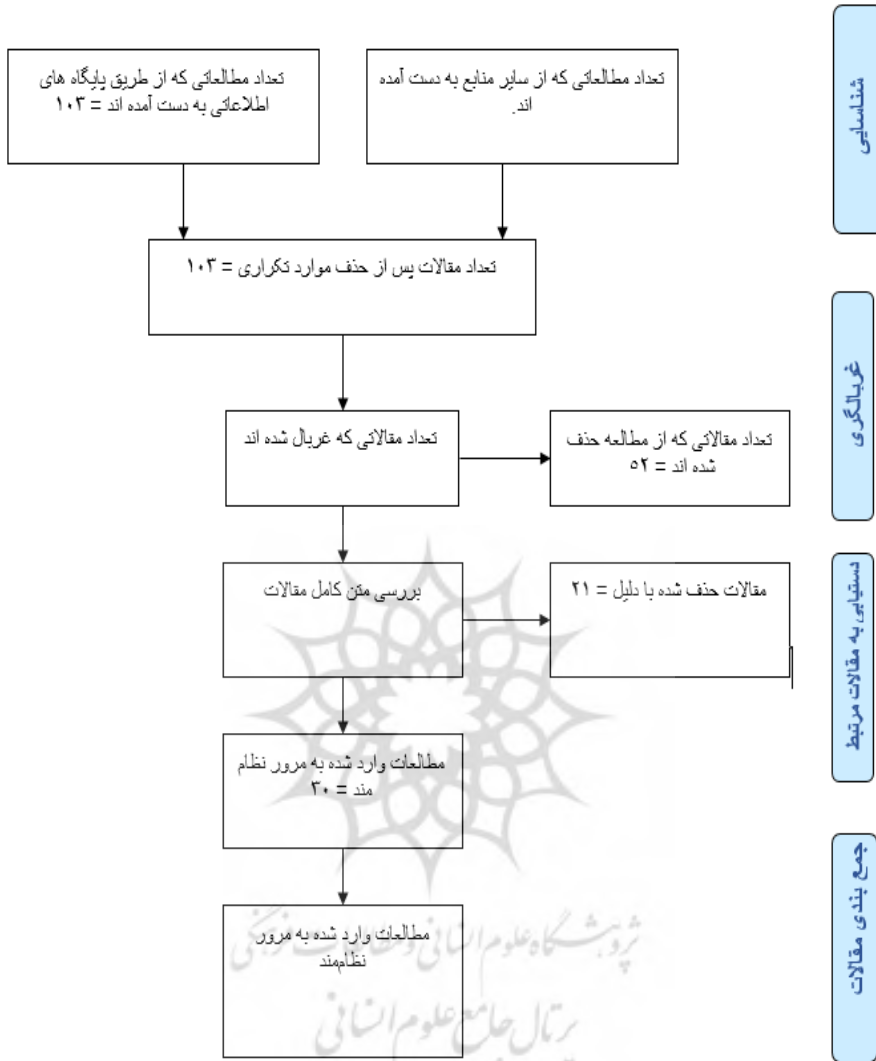 شناسایی
تعداد مطالعاتی که از سایر منابع به دست آمده
اند.
تعداد مطالعاتی که از طریق پایگاه های
اطلاعاتی به دست آمده اند = ۱۰۳
تعداد مقالات پس از حذف موارد تکراری = ۱۰۳
غربالگری
تعداد مقالاتی که غربال شده اند
تعداد مقالاتی که از مطالعه حذف
شده اند = ۵۲
دستیابی به مقالات مرتبط
بررسی متن کامل مقالات
مقالات حذف شده با دلیل = ۲۱
مطالعات وارد شده به مرور نظام
مند = ۳۰
جمع بندی مقالات
مطالعات وارد شده به مرور
نظام‌مند
پژوهشگاه علوم انسانی و مطالعات فرهنگی
پرتال جامع علوم انسانی